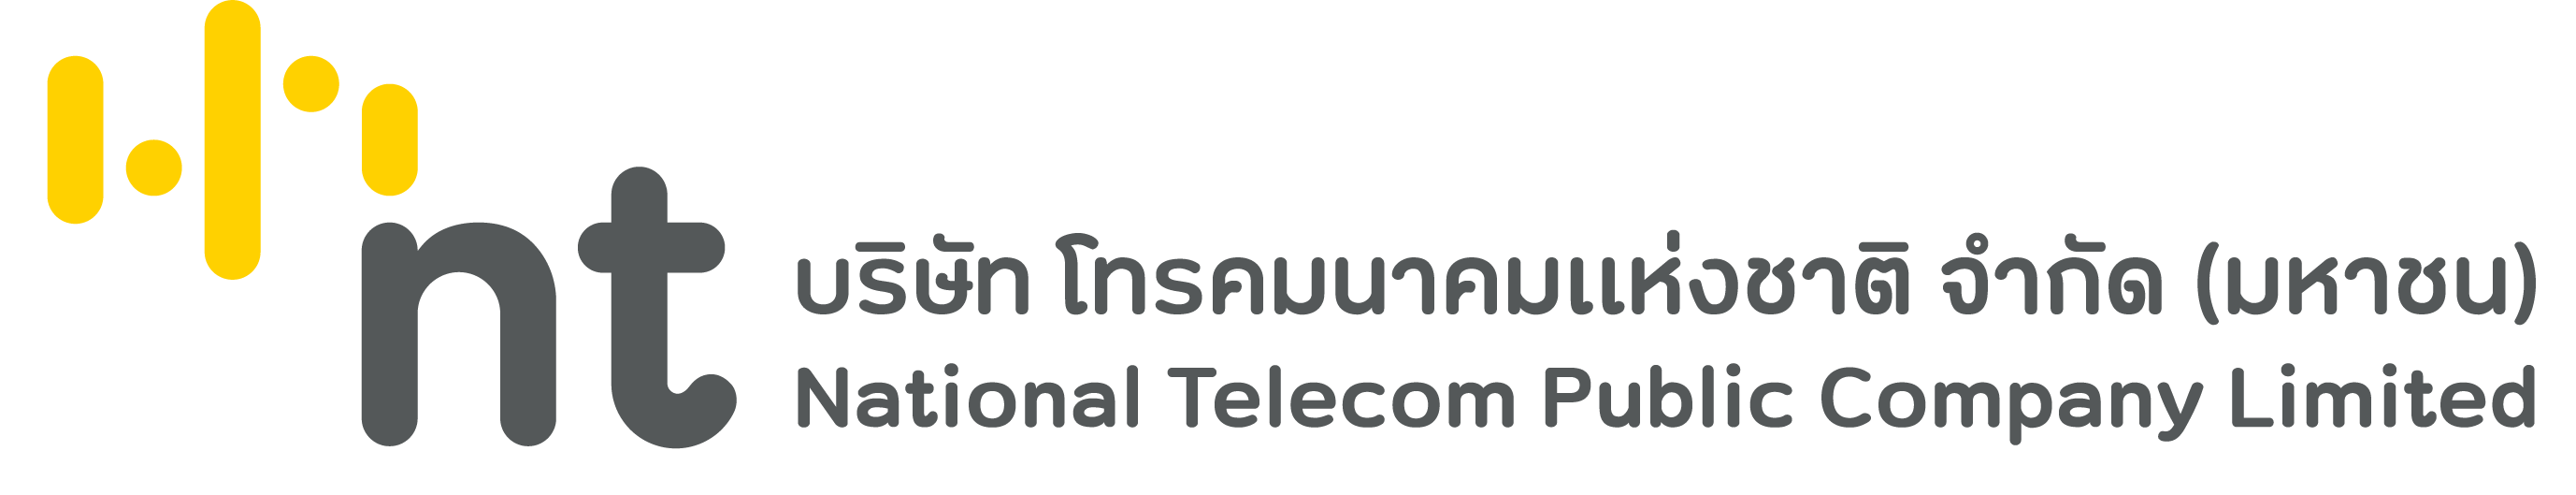 nt
บริษัท โทรคมนาคมแห่งชาติ จำกัด (มหาชน)
National Telecom Public Company Limited